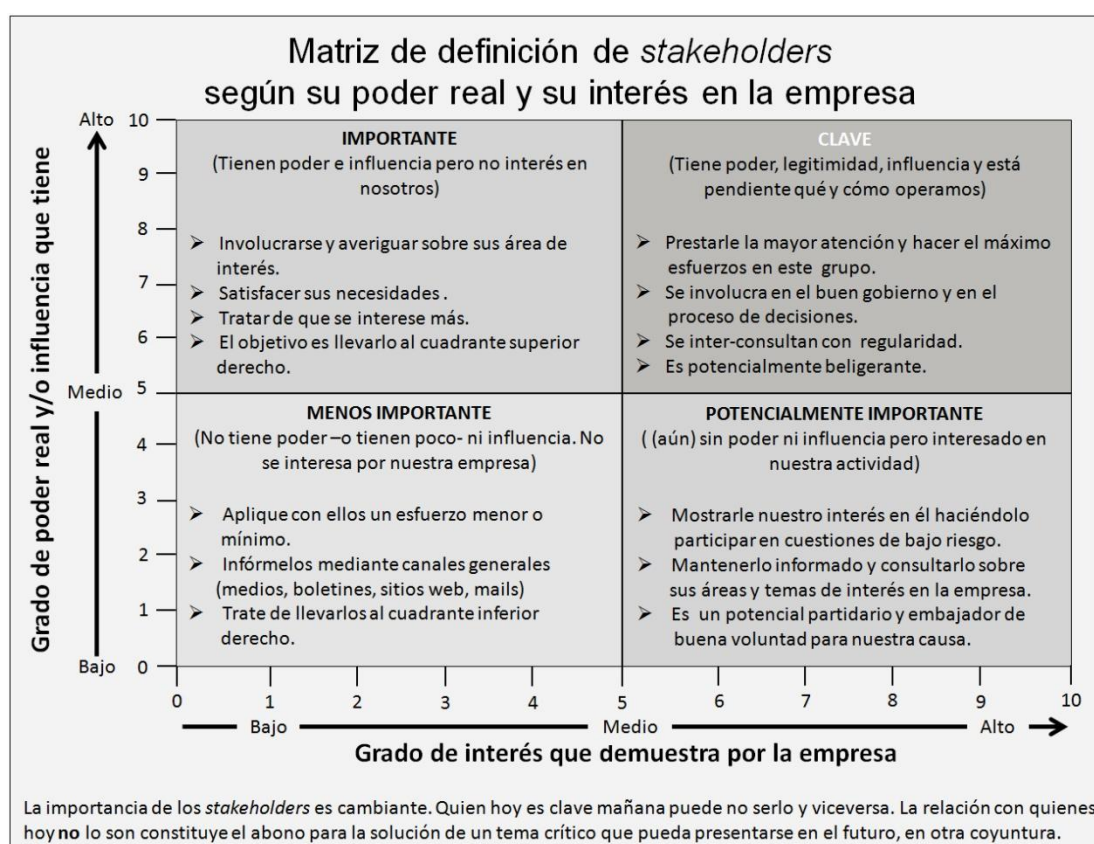 Matriz de definición de stakeholders
según su poder real y su interés en la empresa
Grado de poder real y/o influencia que tiene
Alto
Medio
Bajo
10
9
8
7
6
5
4
3
2
1
0
IMPORTANTE
(Tienen poder e influencia pero no interés en
nosotros)
➢ Involucrarse y averiguar sobre sus área de
interés.
➢ Satisfacer sus necesidades .
➢ Tratar de que se interese más.
➢ El objetivo es llevarlo al cuadrante superior
derecho.
CLAVE
(Tiene poder, legitimidad, influencia y está
pendiente qué y cómo operamos)
➢ Prestarle la mayor atención y hacer el máximo
esfuerzos en este grupo.
➢ Se involucra en el buen gobierno y en el
proceso de decisiones.
➢ Se inter-consultan con regularidad.
➢ Es potencialmente beligerante.
MENOS IMPORTANTE
(No tiene poder –o tienen poco- ni influencia. No
se interesa por nuestra empresa)
➢ Aplique con ellos un esfuerzo menor o
mínimo.
➢ Infórmelos mediante canales generales
(medios, boletines, sitios web, mails)
➢ Trate de llevarlos al cuadrante inferior
derecho.
POTENCIALMENTE IMPORTANTE
( (aún) sin poder ni influencia pero interesado en
nuestra actividad)
➢ Mostrarle nuestro interés en él haciéndolo
participar en cuestiones de bajo riesgo.
➢ Mantenerlo informado y consultarlo sobre
sus áreas y temas de interés en la empresa.
➢ Es un potencial partidario y embajador de
buena voluntad para nuestra causa.
0 1 2 3 4 5 6 7 8 9 10
Bajo Medio Alto
Grado de interés que demuestra por la empresa
La importancia de los stakeholders es cambiante. Quien hoy es clave mañana puede no serlo y viceversa. La relación con quienes
hoy no lo son constituye el abono para la solución de un tema crítico que pueda presentarse en el futuro, en otra coyuntura.